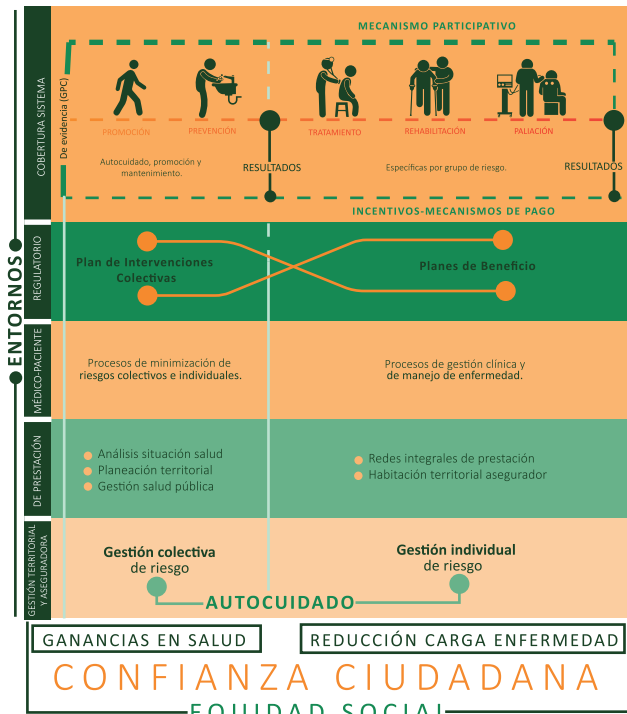 MECANISMO PARTICIPATIVO
ENTORNOS
COBERTURA SISTEMA
De evidencia (GPC)
PROMOCIÓN
PREVENCIÓN
TRATAMIENTO
REHABILITACIÓN
PALIACIÓN
Autocuidado, promoción y
mantenimiento.
RESULTADOS
Específicas por grupo de riesgo.
RESULTADOS
INCENTIVOS-MECANISMOS DE PAGO
REGULATORIO
Plan de Intervenciones
Colectivas
Planes de Beneficio
MÉDICO-PACIENTE
Procesos de minimización de
riesgos colectivos e individuales.
Procesos de gestión clínica y
de manejo de enfermedad.
DE PRESTACIÓN
Análisis situación salud
Planeación territorial
Gestión salud pública
Redes integrales de prestación
Habitación territorial asegurador
GESTIÓN TERRITORIAL
Y ASEGURADORA
Gestión colectiva
de riesgo
Gestión individual
de riesgo
AUTOCUIDADO
GANANCIAS EN SALUD
REDUCCIÓN CARGA ENFERMEDAD
CONFIANZA CIUDADANA
EQUIDAD SOCIAL